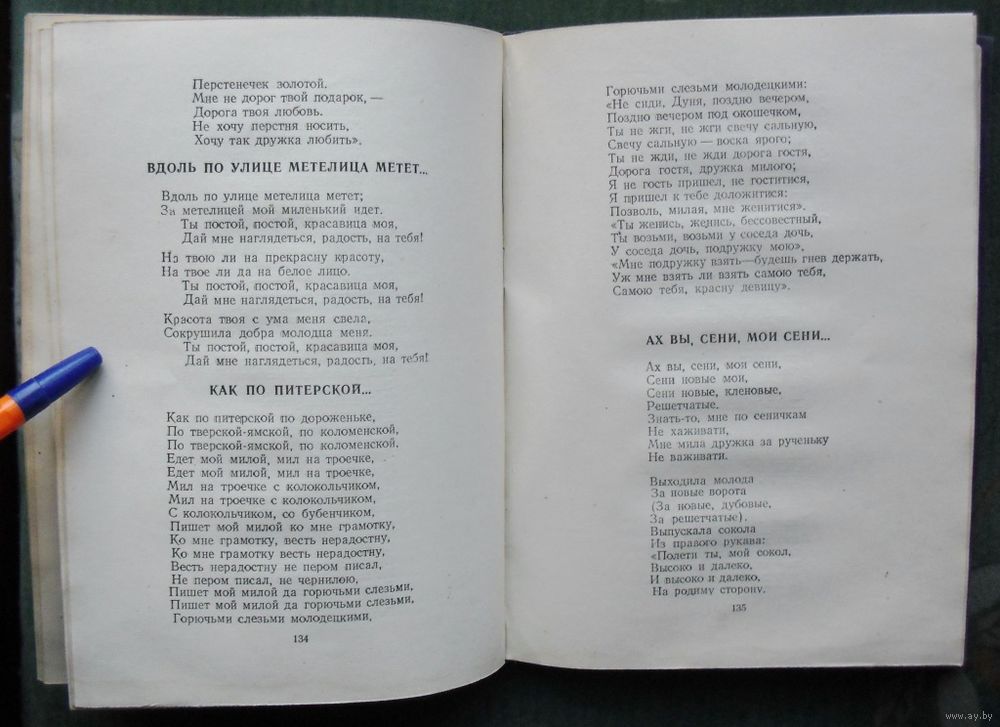 Перстенечек золотой.
Мне не дорог твой подарок, —
Дорога твоя любовь.
Не хочу перстня носить,
Хочу так дружка любить».
ВДОЛЬ ПО УЛИЦЕ МЕТЕЛИЦА МЕТЕТ...
Вдоль по улице метелица метет;
За метелицей мой миленький идет.
Ты постой, постой, красавица моя,
Дай мне наглядеться, радость, на тебя!
На твою ли на прекрасну красоту,
На твое ли да на белое лицо.
Ты постой, постой, красавица моя,
Дай мне наглядеться, радость, на тебя!
Красота твоя с ума меня свела,
Сокрушила добра молодца меня.
Ты постой, постой, красавица моя,
Дай мне наглядеться, радость, на тебя!
КАК ПО ПИТЕРСКОЙ...
Как по питерской по дороженьке,
По тверской-ямской, по коломенской,
По тверской-ямской, по коломенской.
Едет мой милой, мил на троечке,
Едет мой милой, мил на троечке,
Мил на троечке с колокольчиком,
Мил на троечке с колокольчиком,
С колокольчиком, со бубенчиком.
Пишет мой милой ко мне грамотку,
Ко мне грамотку, весть нерадостну,
Ко мне грамотку весть нерадостну,
Весть нерадостну не пером писал,
Не пером писал, не чернилою,
Пишет мой милой да горючьми слезьми,
Пишет мой милой да горючьми слезьми,
Горючьми слезьми молодецкими,
134
Горючьми слезьми молодецкими:
«Не сиди, Дуня, поздно вечером,
Поздно вечером под окошечком,
Ты не жги, не жги свечу сальную,
Свечу сальную — воска ярого;
Ты не жди, не жди дорога гостя,
Дорога гостя, дружка милого;
Я не гость пришел, не гоститися,
Я пришел к тебе доложитися:
Позволь, милая, мне женитися».
«Ты женись, женись, бессовестный,
Ты возьми, возьми у соседа дочь,
У соседа дочь, подружку мою»,
«Мне подружку взять—будешь гнев держать,
Уж мне взять ли взять самою тебя,
Самою тебя, красну девицу».
АХ ВЫ, СЕНИ, МОИ СЕНИ...
Ах вы, сени, моя сени,
Сени новые мои,
Сени новые, кленовые,
Решетчатые.
Знать-то, мне по сеничкам
Не хаживати,
Мне мила дружка за рученьку
Не важивати.
Выходила молода
За новые ворота
(За новые, дубовые,
За решетчатые),
Выпускала сокола
Из правого рукава:
«Полети ты, мой сокол,
Высоко и далеко,
И высоко и далеко,
На родиму сторону.
135
www.ay.by